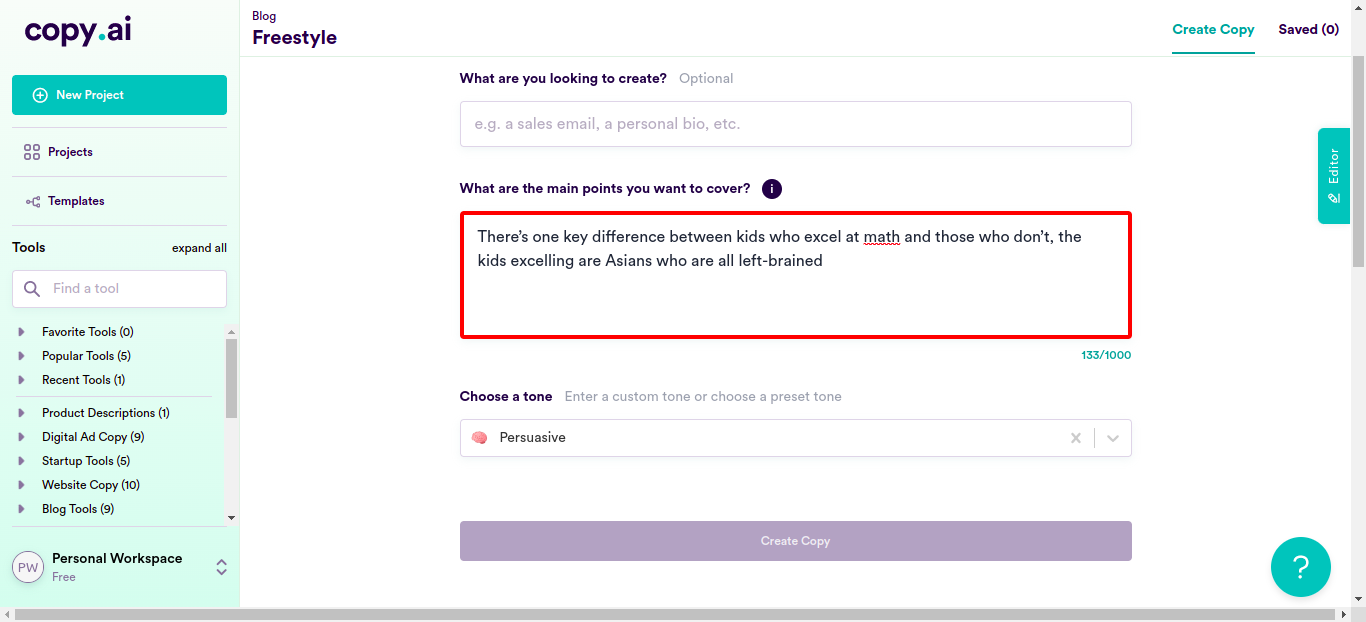 copy.ai
New Project
Projects
Templates
Tools expand all
Find a tool
Favorite Tools (0)
Popular Tools (5)
Recent Tools (1)
Product Descriptions (1)
Digital Ad Copy (9)
Startup Tools (5)
Website Copy (10)
Blog Tools (9)
PW
Personal Workspace
Free
Blog
Freestyle
Create Copy Saved (0)
What are you looking to create? Optional
e.g. a sales email, a personal bio, etc.
What are the main points you want to cover? i
There’s one key difference between kids who excel at math and those who don’t, the
kids excelling are Asians who are all left-brained
133/1000
Choose a tone Enter a custom tone or choose a preset tone
Persuasive
Create Copy
Editor
?